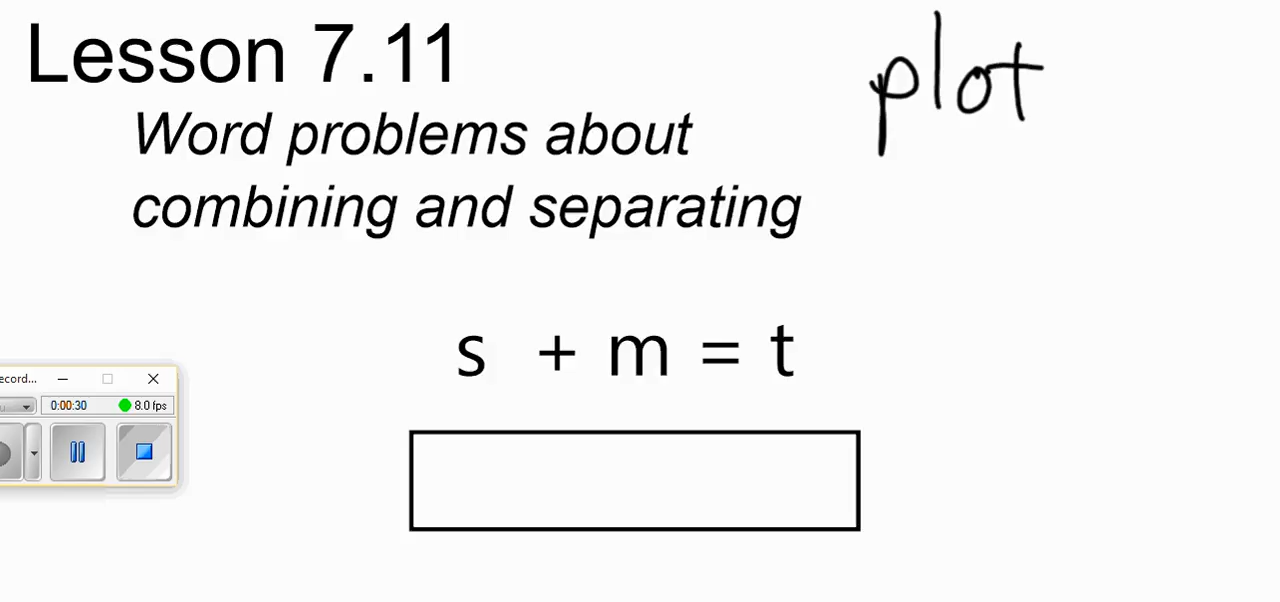 Lesson 7.11
plot
Word problems about
combining and separating
s + m = t
ecord...
0:00:30 8.0 fps